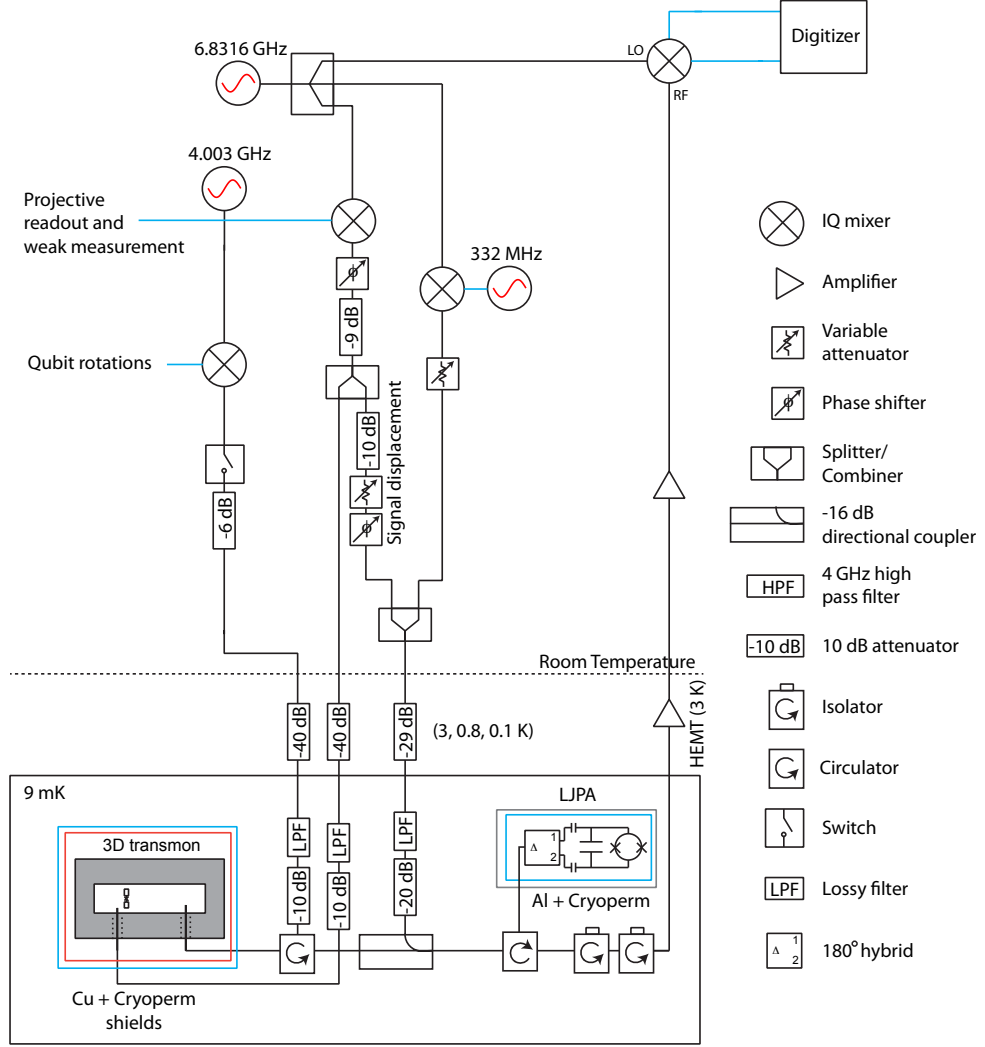 6.8316 GHz
LO
RF
Digitizer
4.003 GHz
Projective
readout and
weak measurement
332 MHz
Qubit rotations
-9 dB
-10 dB
Signal displacement
-6 dB
Room Temperature
-40 dB
-40 dB
-29 dB
(3, 0.8, 0.1 K)
HEMT (3 K)
9 mK
LJPA
3D transmon
LPF
LPF
LPF
-10 dB
-10 dB
-20 dB
Δ 1
2
Al + Cryoperm
Cu + Cryoperm
shields
IQ mixer
Amplifier
Variable
attenuator
ϕ
ϕ
ϕ
Phase shifter
Splitter/
Combiner
-16 dB
directional coupler
HPF
4 GHz high
pass filter
-10 dB
10 dB attenuator
Isolator
Circulator
Switch
LPF
Lossy filter
Δ 1
2
180° hybrid